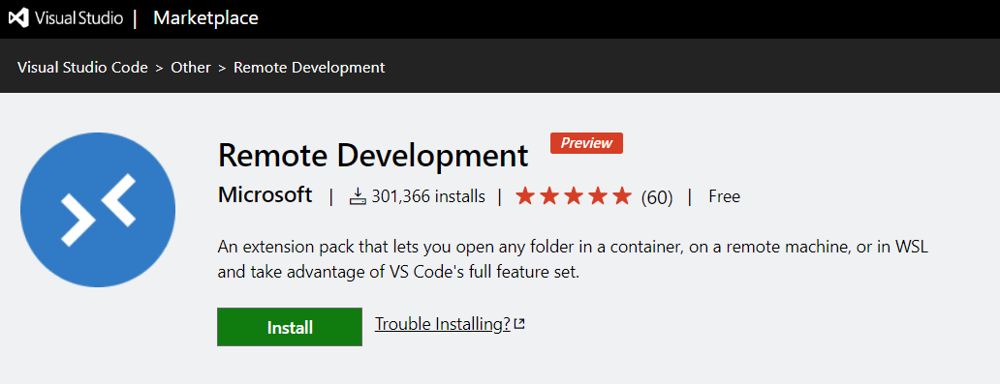 Visual Studio | Marketplace
Visual Studio Code > Other > Remote Development
Remote Development Preview
Microsoft | 301,366 installs | (60) | Free
An extension pack that lets you open any folder in a container, on a remote machine, or in WSL
and take advantage of VS Code's full feature set.
Install Trouble Installing?